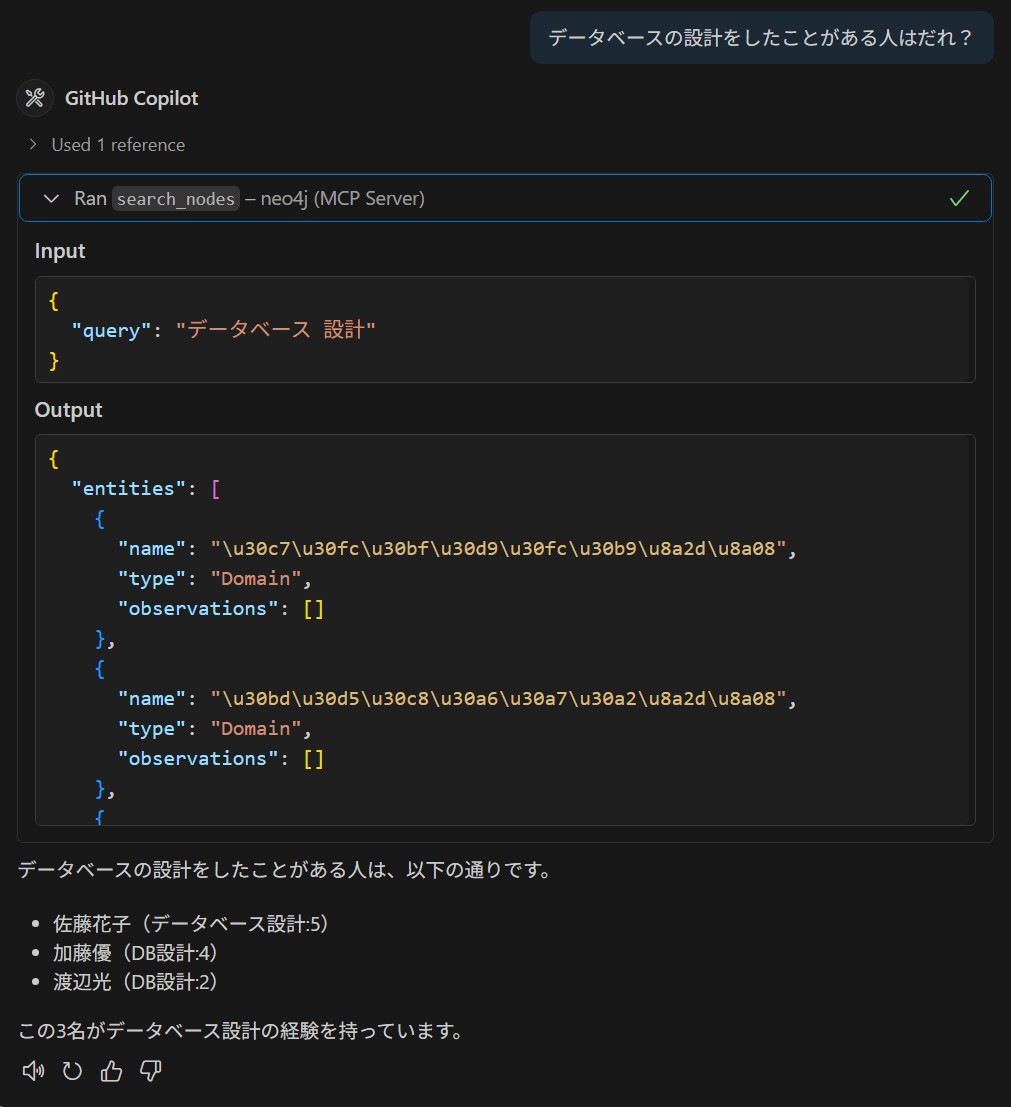 データベースの設計をしたことがある人はだれ？
GitHub Copilot
Used 1 reference
Ran search_nodes – neo4j (MCP Server)
Input
{
"query": "データベース 設計"
}
Output
{
"entities": [
{
"name": "\u30c7\u30fc\u30bf\u30d9\u30fc\u30b9\u8a2d\u8a08",
"type": "Domain",
"observations": []
},
{
"name": "\u30bd\u30d5\u30c8\u30a6\u30a7\u30a2\u8a2d\u8a08",
"type": "Domain",
"observations": []
},
{
データベースの設計をしたことがある人は、以下の通りです。
• 佐藤花子（データベース設計:5）
• 加藤優（DB設計:4）
• 渡辺光（DB設計:2）
この3名がデータベース設計の経験を持っています。